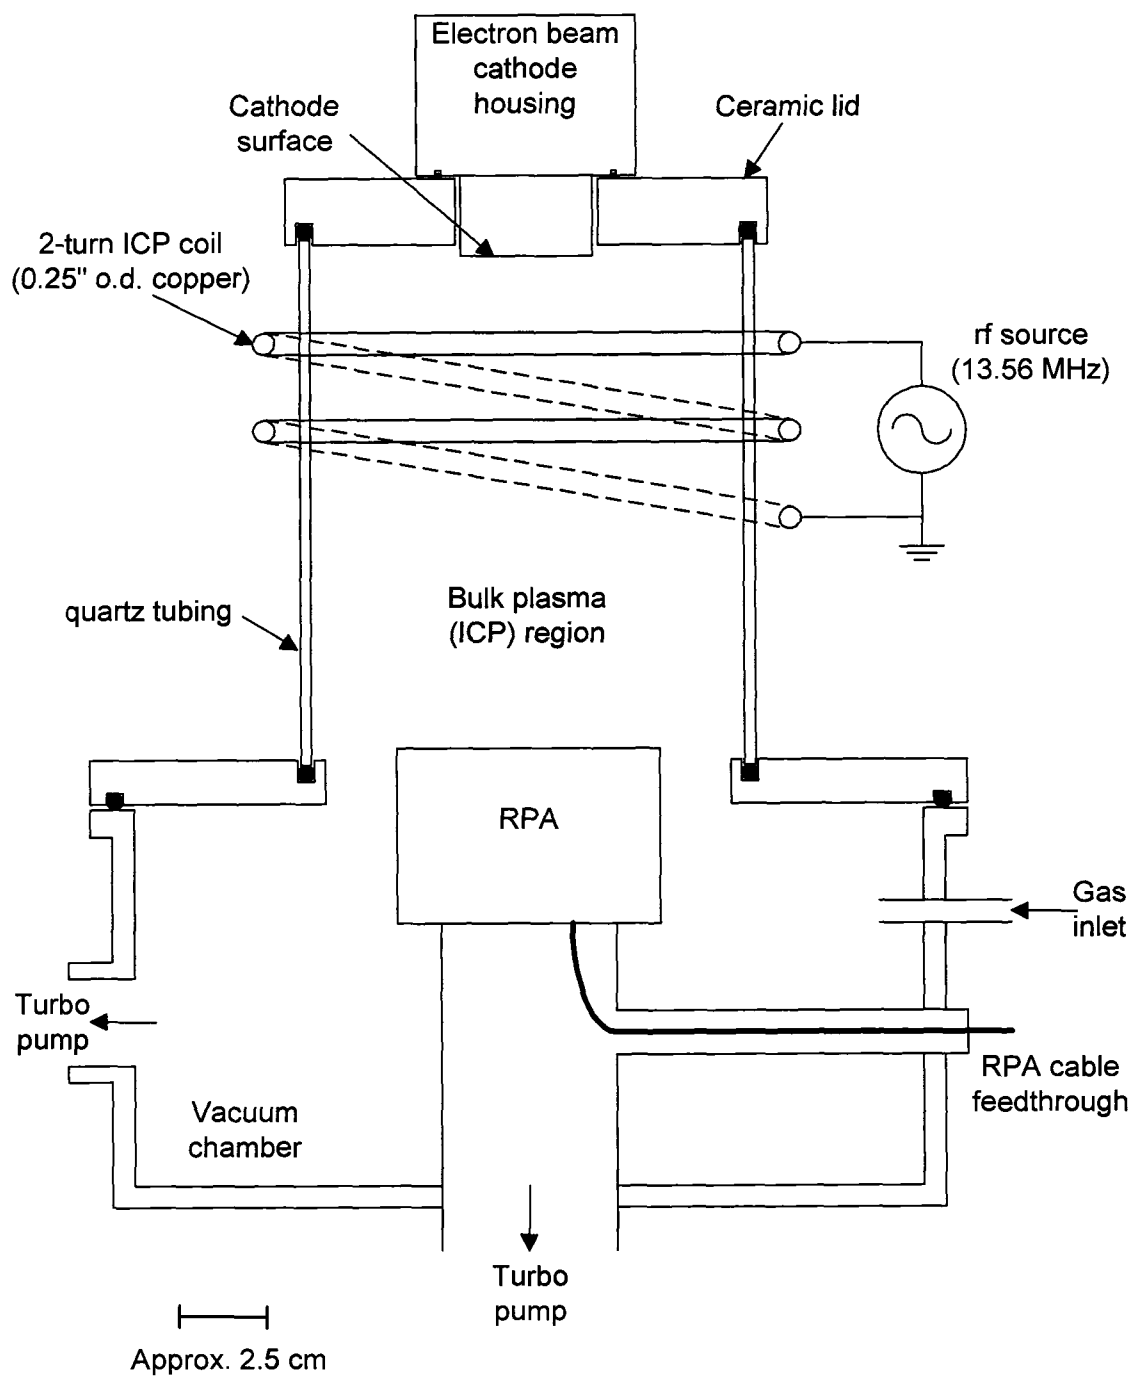 Electron beam
cathode
housing
Cathode
surface
Ceramic lid
2-turn ICP coil
(0.25" o.d. copper)
rf source
(13.56 MHz)
quartz tubing
Bulk plasma
(ICP) region
RPA
Gas
inlet
Turbo
pump
RPA cable
feedthrough
Vacuum
chamber
Turbo
pump
Approx. 2.5 cm